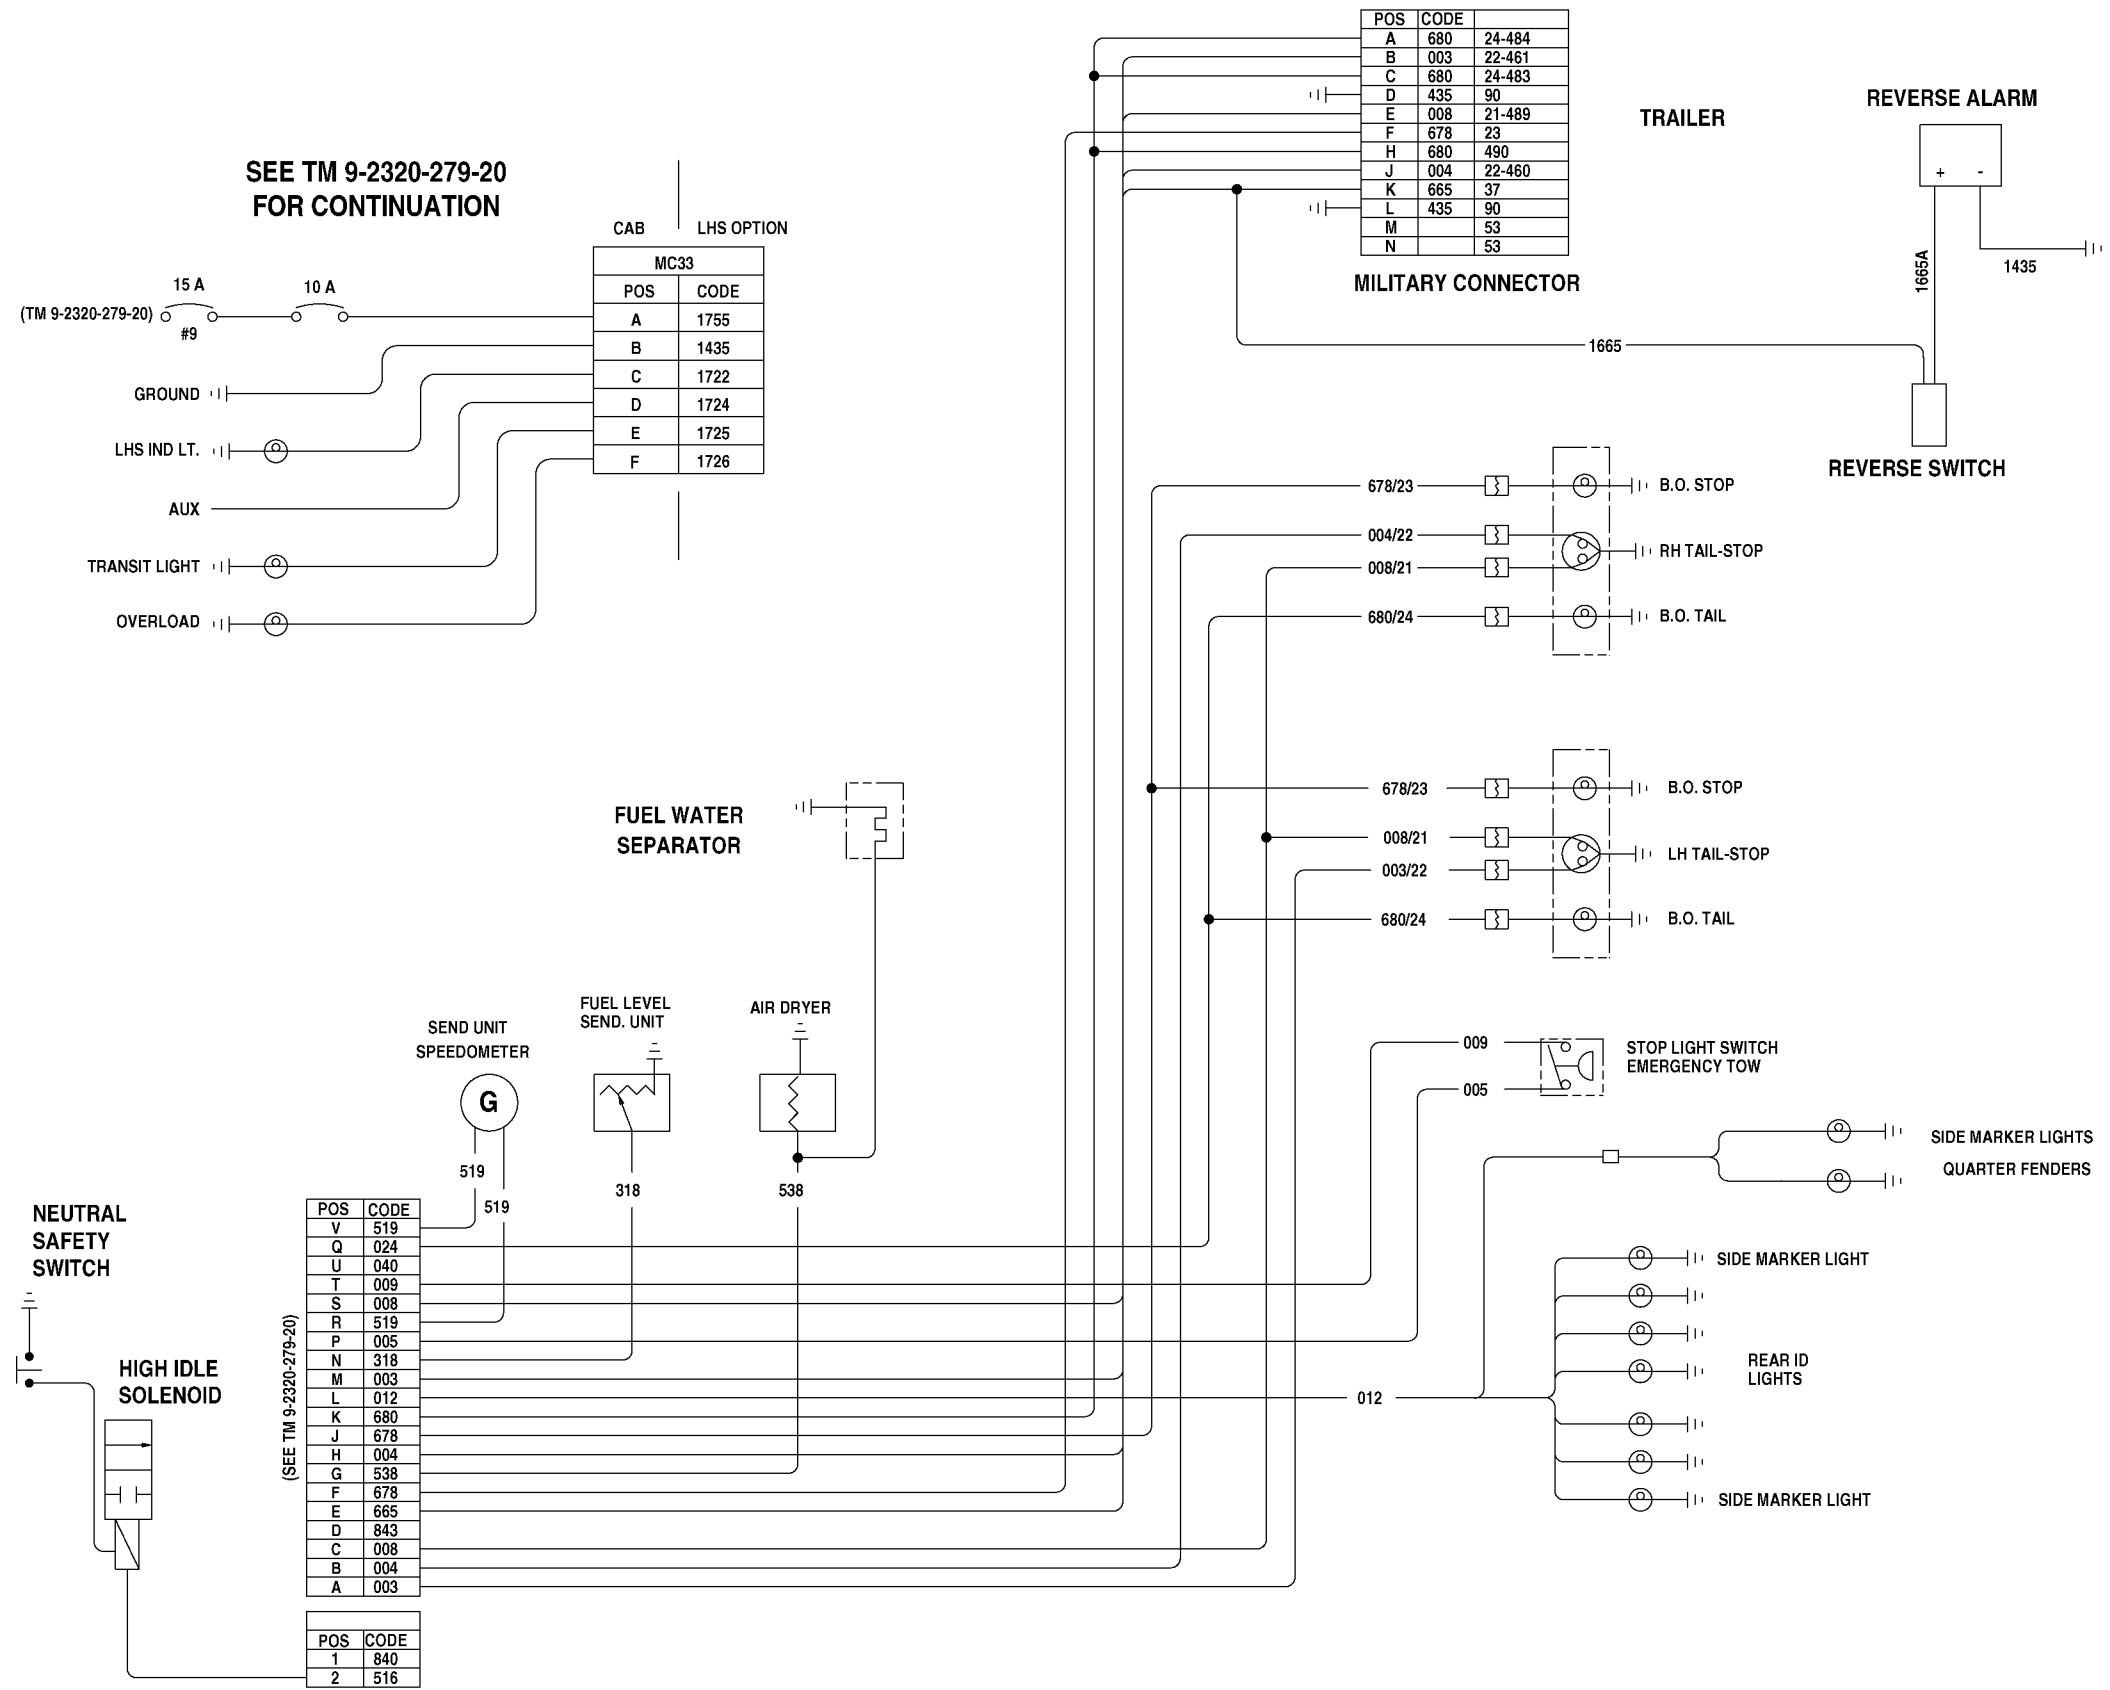 POS CODE
A 680 24-484
B 003 22-461
C 680 24-483
D 435 90
E 008 21-489
F 678 23
H 680 490
J 004 22-460
K 665 37
L 435 90
M 53
N 53
MILITARY CONNECTOR
TRAILER
REVERSE ALARM
+ -
1665A
1435
1665
REVERSE SWITCH
SEE TM 9-2320-279-20
FOR CONTINUATION
CAB LHS OPTION
MC33
POS CODE
A 1755
B 1435
C 1722
D 1724
E 1725
F 1726
(TM 9-2320-279-20)
15 A
#9
10 A
GROUND
LHS IND LT.
AUX
TRANSIT LIGHT
OVERLOAD
678/23 B.O. STOP
004/22
RH TAIL-STOP
008/21
680/24 B.O. TAIL
678/23 B.O. STOP
008/21
LH TAIL-STOP
003/22
680/24 B.O. TAIL
FUEL WATER
SEPARATOR
SEND UNIT
SPEEDOMETER
G
519
519
FUEL LEVEL
SEND. UNIT
318
AIR DRYER
538
009
005
STOP LIGHT SWITCH
EMERGENCY TOW
SIDE MARKER LIGHTS
QUARTER FENDERS
SIDE MARKER LIGHT
REAR ID
LIGHTS
012
SIDE MARKER LIGHT
NEUTRAL
SAFETY
SWITCH
HIGH IDLE
SOLENOID
(SEE TM 9-2320-279-20)
POS CODE
V 519
Q 024
U 040
T 009
S 008
R 519
P 005
N 318
M 003
L 012
K 680
J 678
H 004
G 538
F 678
E 665
D 843
C 008
B 004
A 003
POS CODE
1 840
2 516